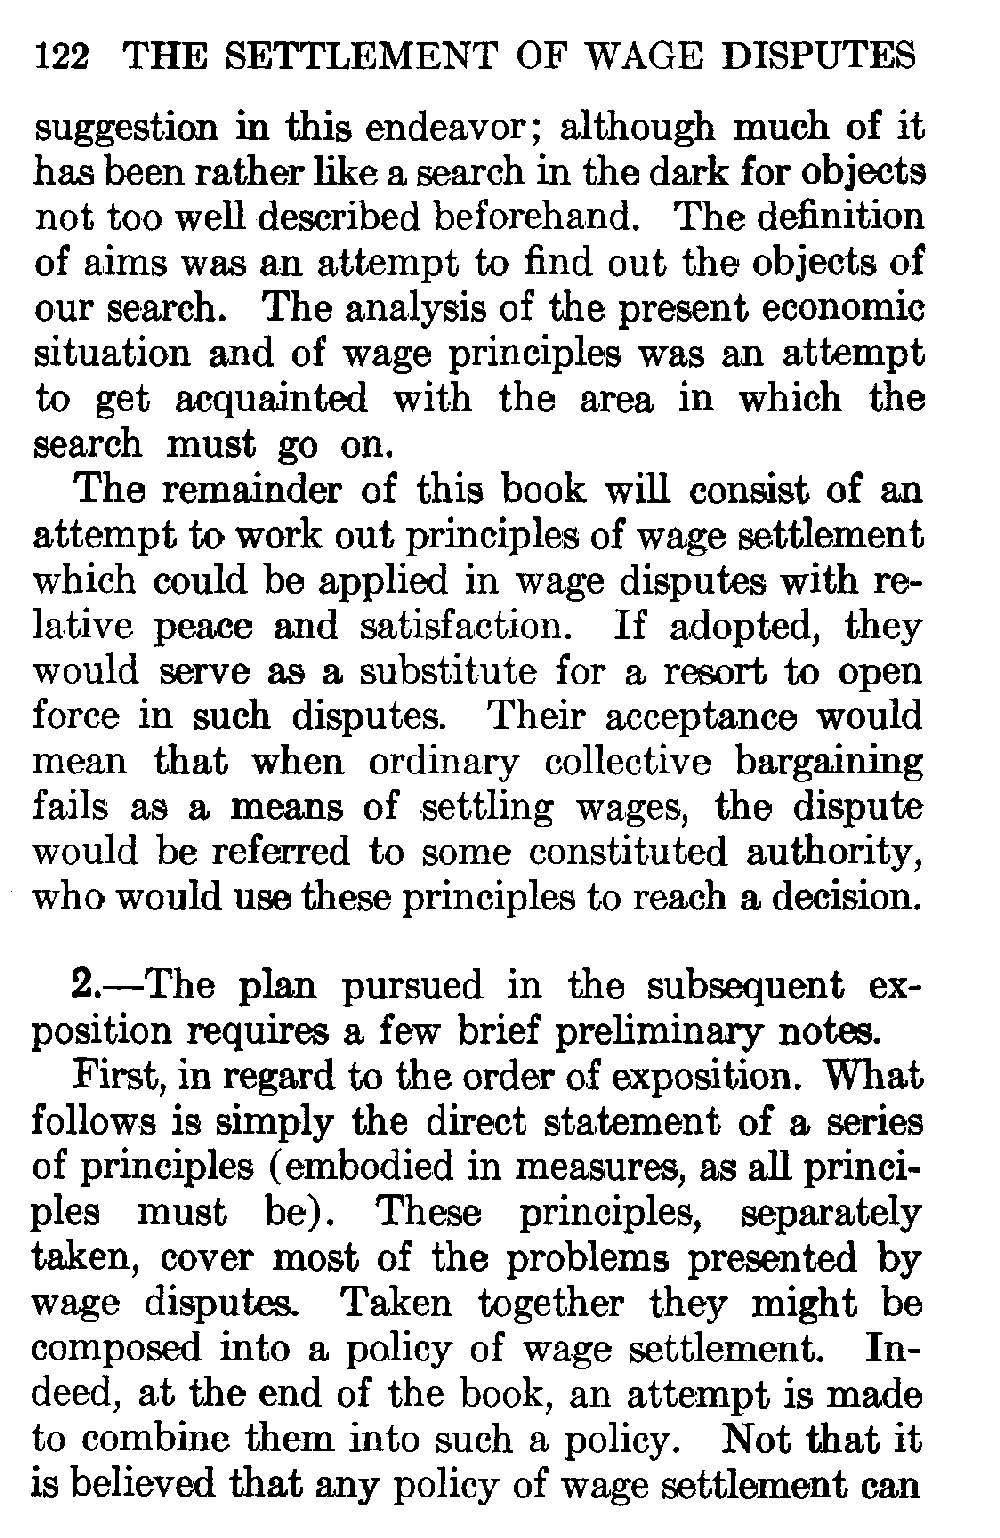 122 THE SETTLEMENT OF WAGE DISPUTES
suggestion in this endeavor; although much of it
has been rather like a search in the dark for objects
not too well described beforehand. The definition
of aims was an attempt to find out the objects of
our search. The analysis of the present economic
situation and of wage principles was an attempt
to get acquainted with the area in which the
search must go on.
The remainder of this book will consist of an
attempt to work out principles of wage settlement
which could be applied in wage disputes with re-
lative peace and satisfaction. If adopted, they
would serve as a substitute for a resort to open
force in such disputes. Their acceptance would
mean that when ordinary collective bargaining
fails as a means of settling wages, the dispute
would be referred to some constituted authority,
who would use these principles to reach a decision.
2.—The plan pursued in the subsequent ex-
position requires a few brief preliminary notes.
First, in regard to the order of exposition. What
follows is simply the direct statement of a series
of principles (embodied in measures, as all princi-
ples must be). These principles, separately
taken, cover most of the problems presented by
wage disputes. Taken together they might be
composed into a policy of wage settlement. In-
deed, at the end of the book, an attempt is made
to combine them into such a policy. Not that it
is believed that any policy of wage settlement can